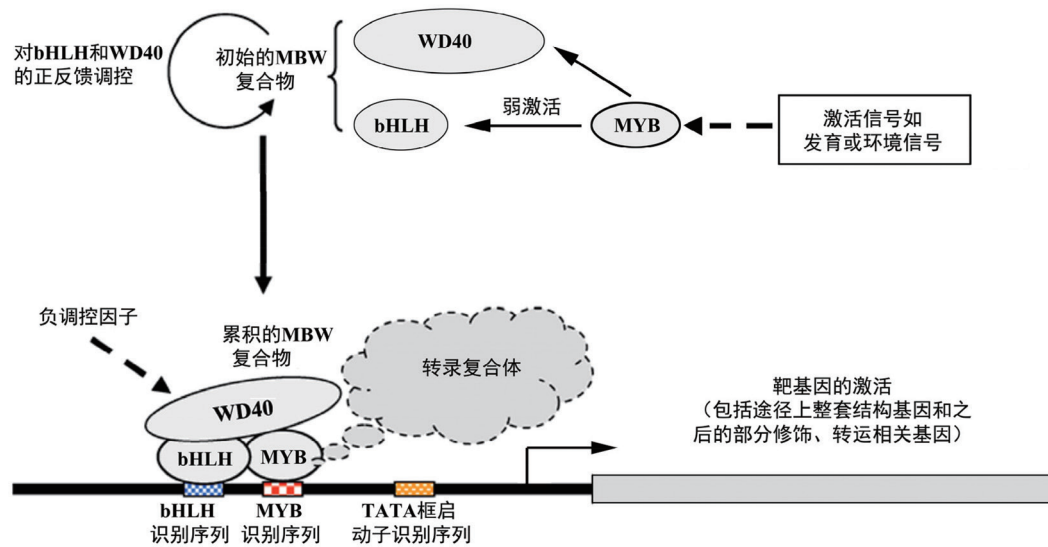 对bHLH和WD40
的正反馈调控
初始的MBW
复合物
WD40
bHLH
弱激活
MYB
激活信号如
发育或环境信号
负调控因子
累积的MBW
复合物
转录复合体
WD40
bHLH
MYB
靶基因的激活
（包括途径上整套结构基因和之
后的部分修饰、转运相关基因）
bHLH
识别序列
MYB
识别序列
TATA框启
动子识别序列